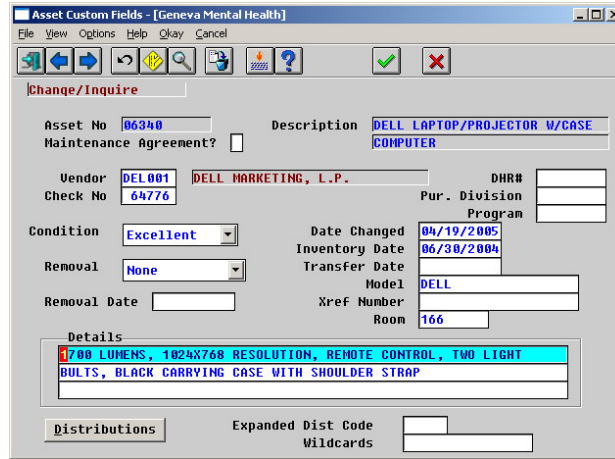 Asset Custom Fields - [Geneva Mental Health]
File View Options Help Okay Cancel
Change/Inquire
Asset No 06340 Description DELL LAPTOP/PROJECTOR W/CASE
Maintenance Agreement? COMPUTER
Vendor DEL001 DELL MARKETING, L.P. DHR#
Check No 64776 Pur. Division
Program
Condition Excellent Date Changed 04/19/2005
Inventory Date 06/30/2004
Removal None Transfer Date
Model DELL
Removal Date Xref Number
Room 166
Details
1700 LUMENS, 1024X768 RESOLUTION, REMOTE CONTROL, TWO LIGHT
BULTS, BLACK CARRYING CASE WITH SHOULDER STRAP
Distributions Expanded Dist Code
Wildcards